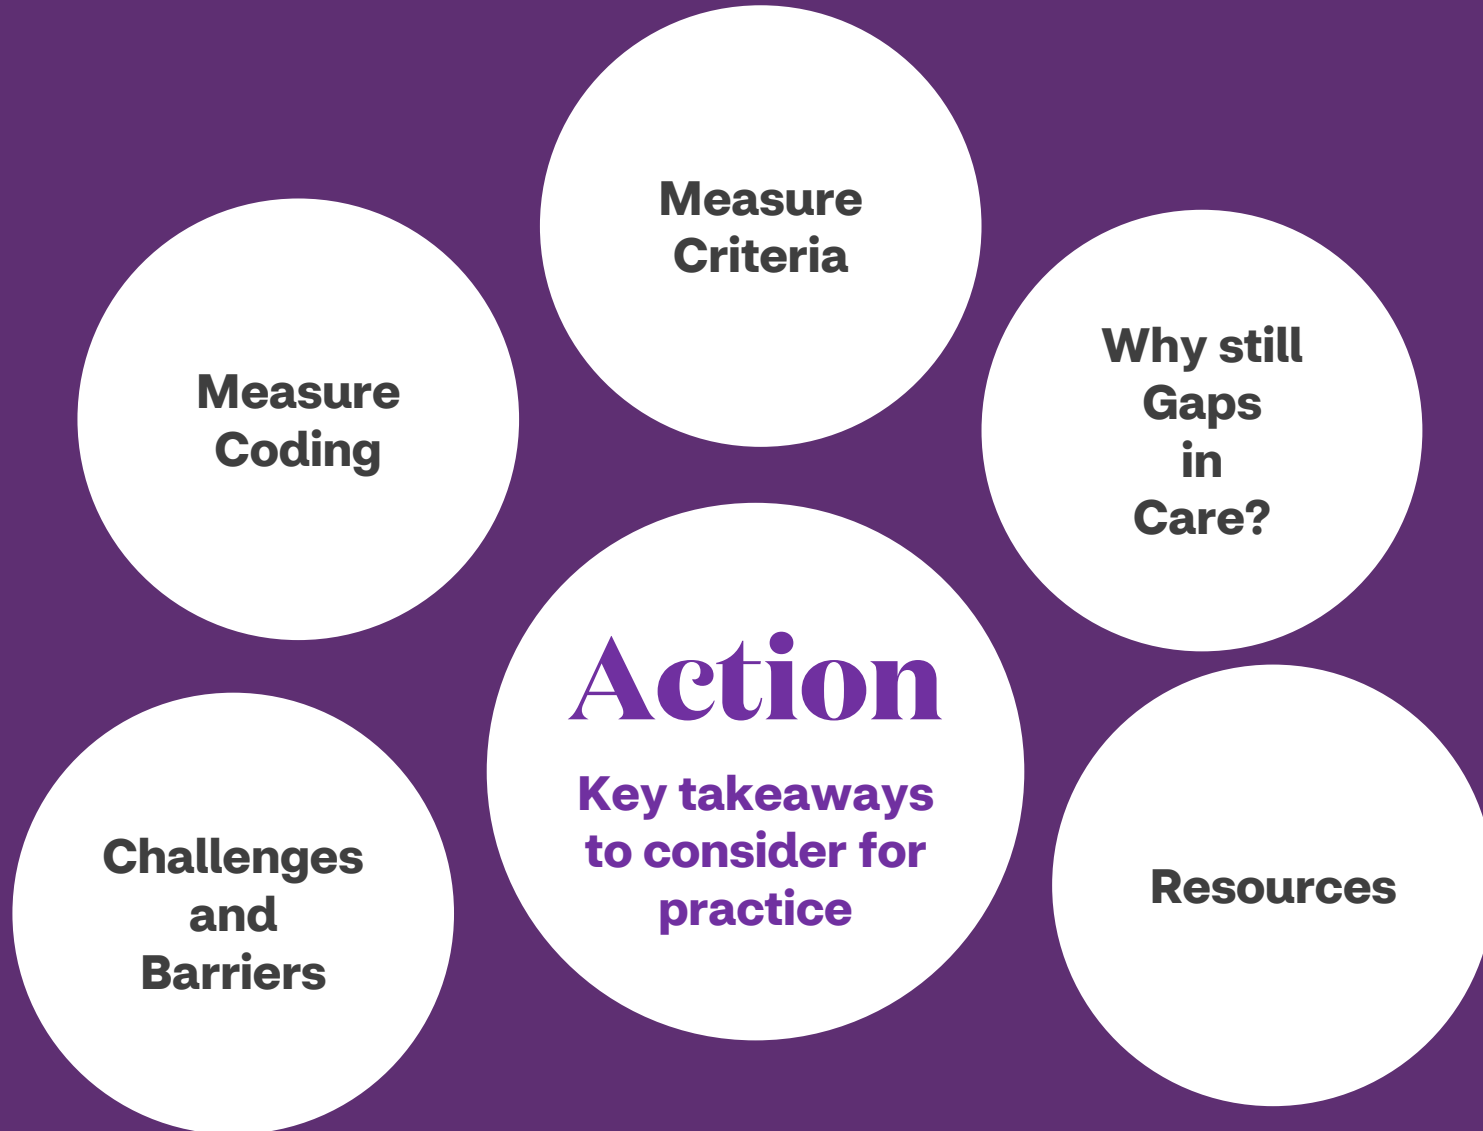 Measure
Criteria
Measure
Coding
Why still
Gaps
in
Care?
Action
Key takeaways
to consider for
practice
Challenges
and
Barriers
Resources